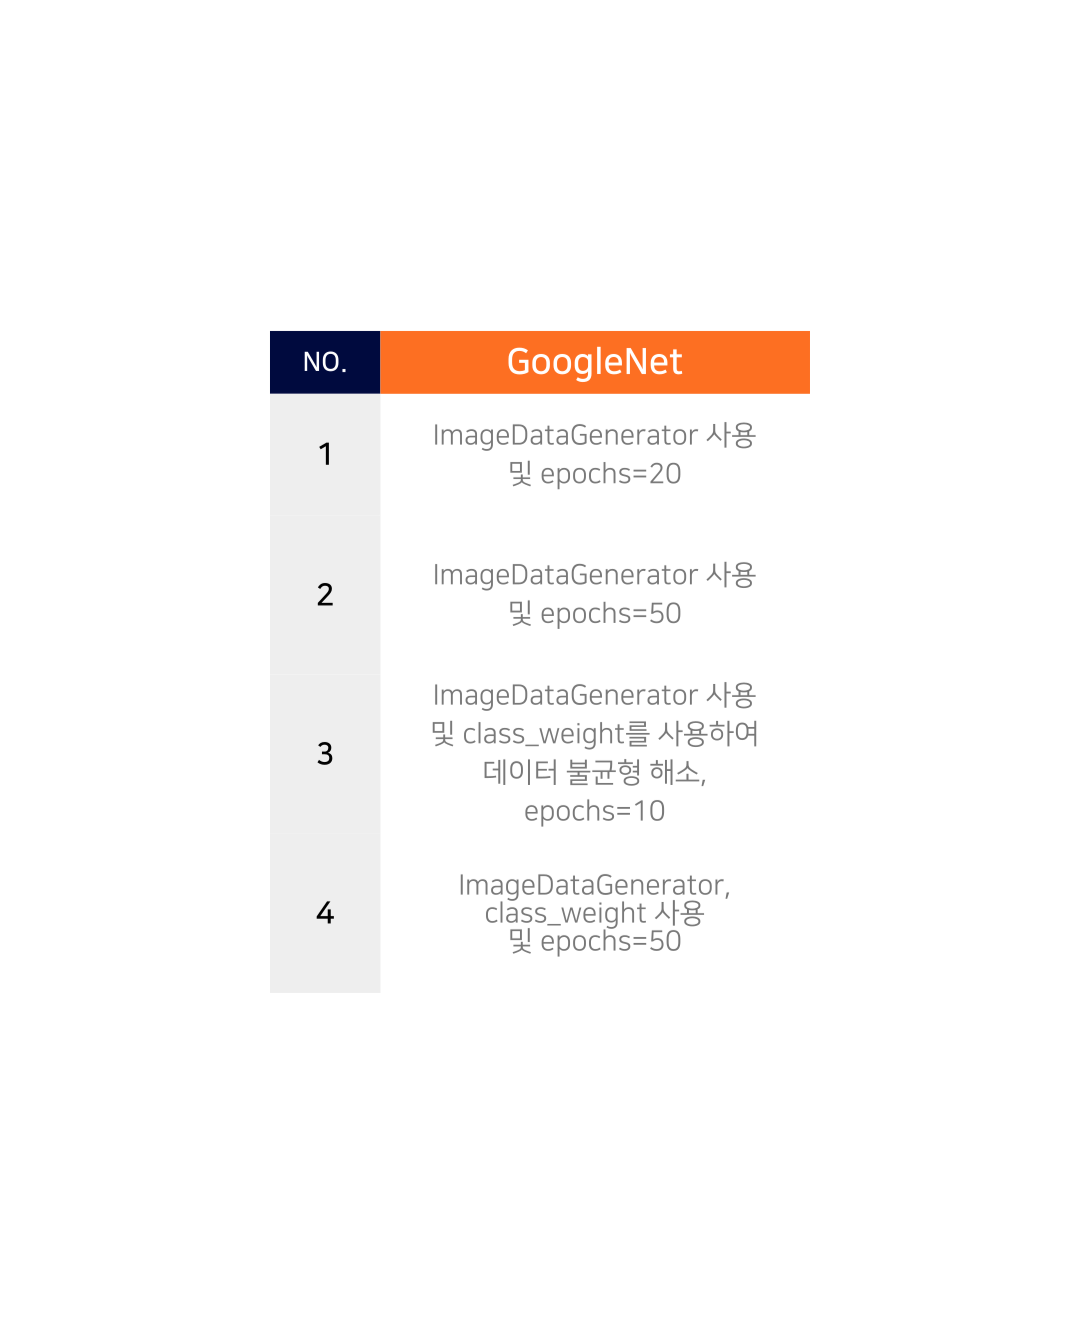 NO.
GoogleNet
1
ImageDataGenerator 사용
및 epochs=20
2
ImageDataGenerator 사용
및 epochs=50
3
ImageDataGenerator 사용
및 class_weight를 사용하여
데이터 불균형 해소,
epochs=10
4
ImageDataGenerator,
class_weight 사용
및 epochs=50